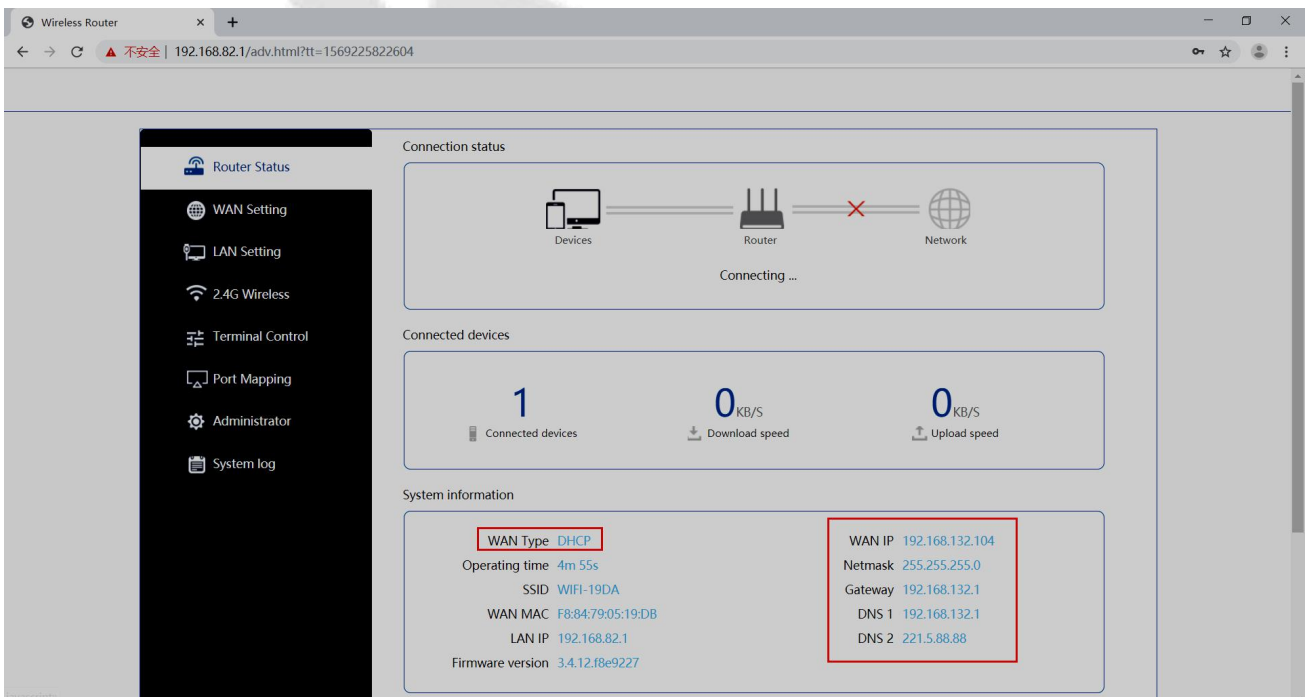 Wireless Router
不安全 | 192.168.82.1/adv.html?tt=1569225822604
Router Status
WAN Setting
LAN Setting
2.4G Wireless
Terminal Control
Port Mapping
Administrator
System log
Connection status
Devices
Router
Network
Connecting ...
Connected devices
1
Connected devices
0 KB/S
Download speed
0 KB/S
Upload speed
System information
WAN Type DHCP
Operating time 4m 55s
SSID WIFI-19DA
WAN MAC F8:84:79:05:19:DB
LAN IP 192.168.82.1
Firmware version 3.4.12.f8e9227
WAN IP 192.168.132.104
Netmask 255.255.255.0
Gateway 192.168.132.1
DNS 1 192.168.132.1
DNS 2 221.5.88.88